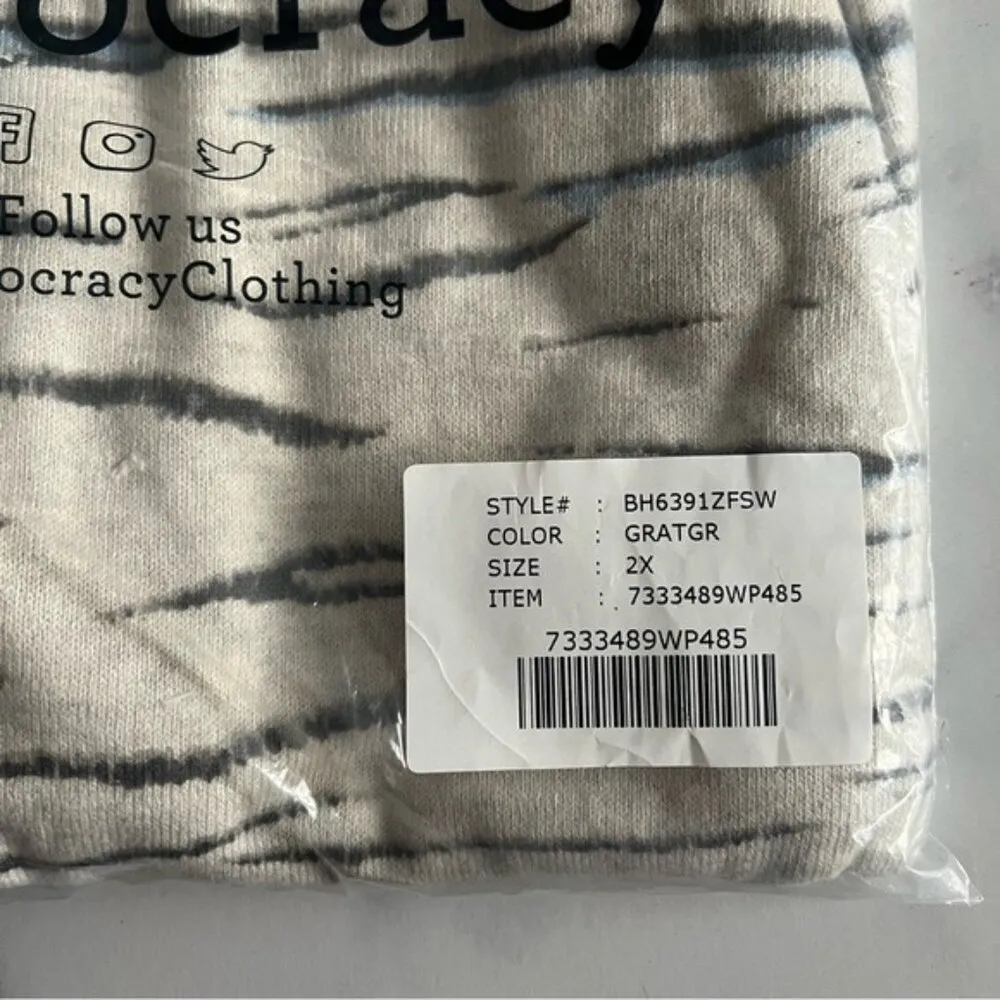 ocracy
Follow us
ocracyClothing
STYLE# : BH6391ZFSW
COLOR : GRATGR
SIZE : 2X
ITEM : 7333489WP485
7333489WP485